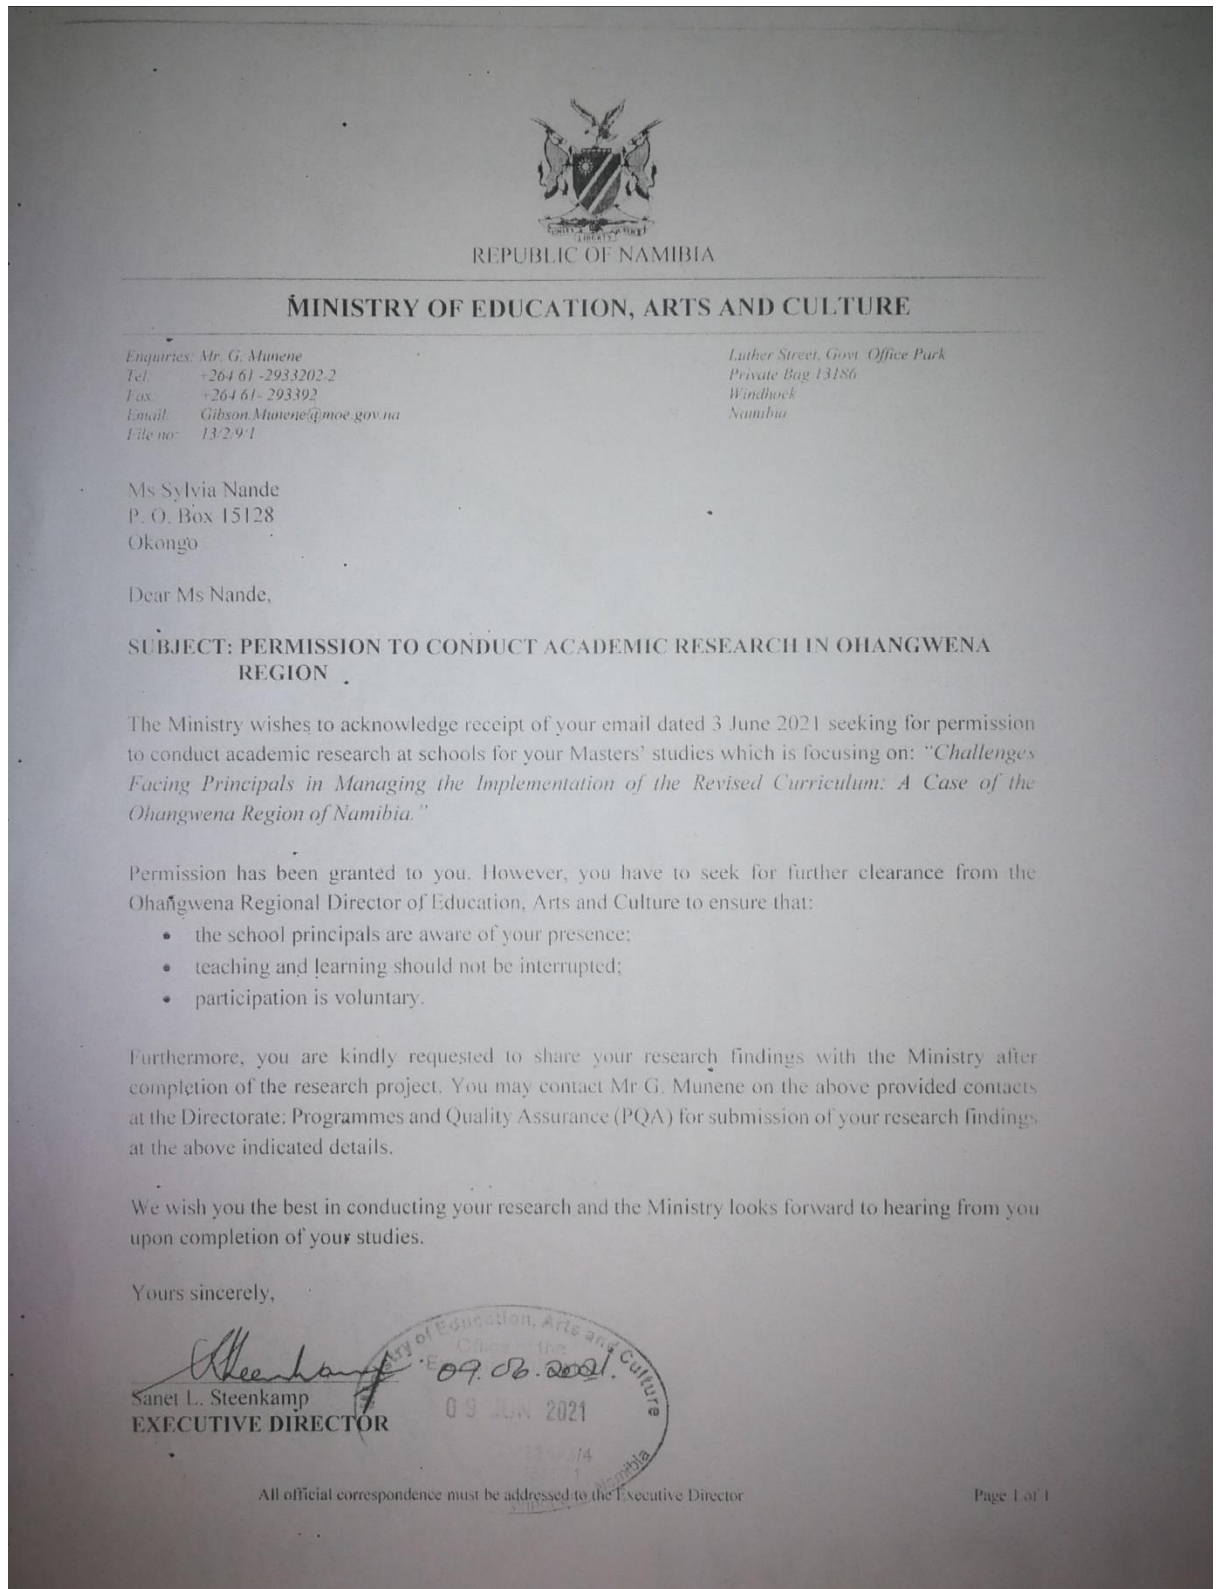 REPUBLIC OF NAMIBIA
MINISTRY OF EDUCATION, ARTS AND CULTURE
Enquiries: Mr. G. Munene
Tel: +264 61 -2933202-2
Fax: +264 61- 293392
Email: Gibson.Munene@moe.gov.na
File no: 13/2/9/1
Luther Street, Govt. Office Park
Private Bag 13186
Windhoek
Namibia
Ms Sylvia Nande
P. O. Box 15128
Okongo
Dear Ms Nande,
SUBJECT: PERMISSION TO CONDUCT ACADEMIC RESEARCH IN OHANGWENA
REGION
The Ministry wishes to acknowledge receipt of your email dated 3 June 2021 seeking for permission
to conduct academic research at schools for your Masters' studies which is focusing on: "Challenges
Facing Principals in Managing the Implementation of the Revised Curriculum: A Case of the
Ohangwena Region of Namibia."
Permission has been granted to you. However, you have to seek for further clearance from the
Ohangwena Regional Director of Education, Arts and Culture to ensure that:
• the school principals are aware of your presence;
• teaching and learning should not be interrupted;
• participation is voluntary.
Furthermore, you are kindly requested to share your research findings with the Ministry after
completion of the research project. You may contact Mr G. Munene on the above provided contacts
at the Directorate: Programmes and Quality Assurance (PQA) for submission of your research findings
at the above indicated details.
We wish you the best in conducting your research and the Ministry looks forward to hearing from you
upon completion of your studies.
Yours sincerely,
Steenkamp 09.06.2021.
of Education, Arts and Culture
Office of the
09 JUN 2021
Namibia
Sanet L. Steenkamp
EXECUTIVE DIRECTOR
All official correspondence must be addressed to the Executive Director
Page 1 of 1